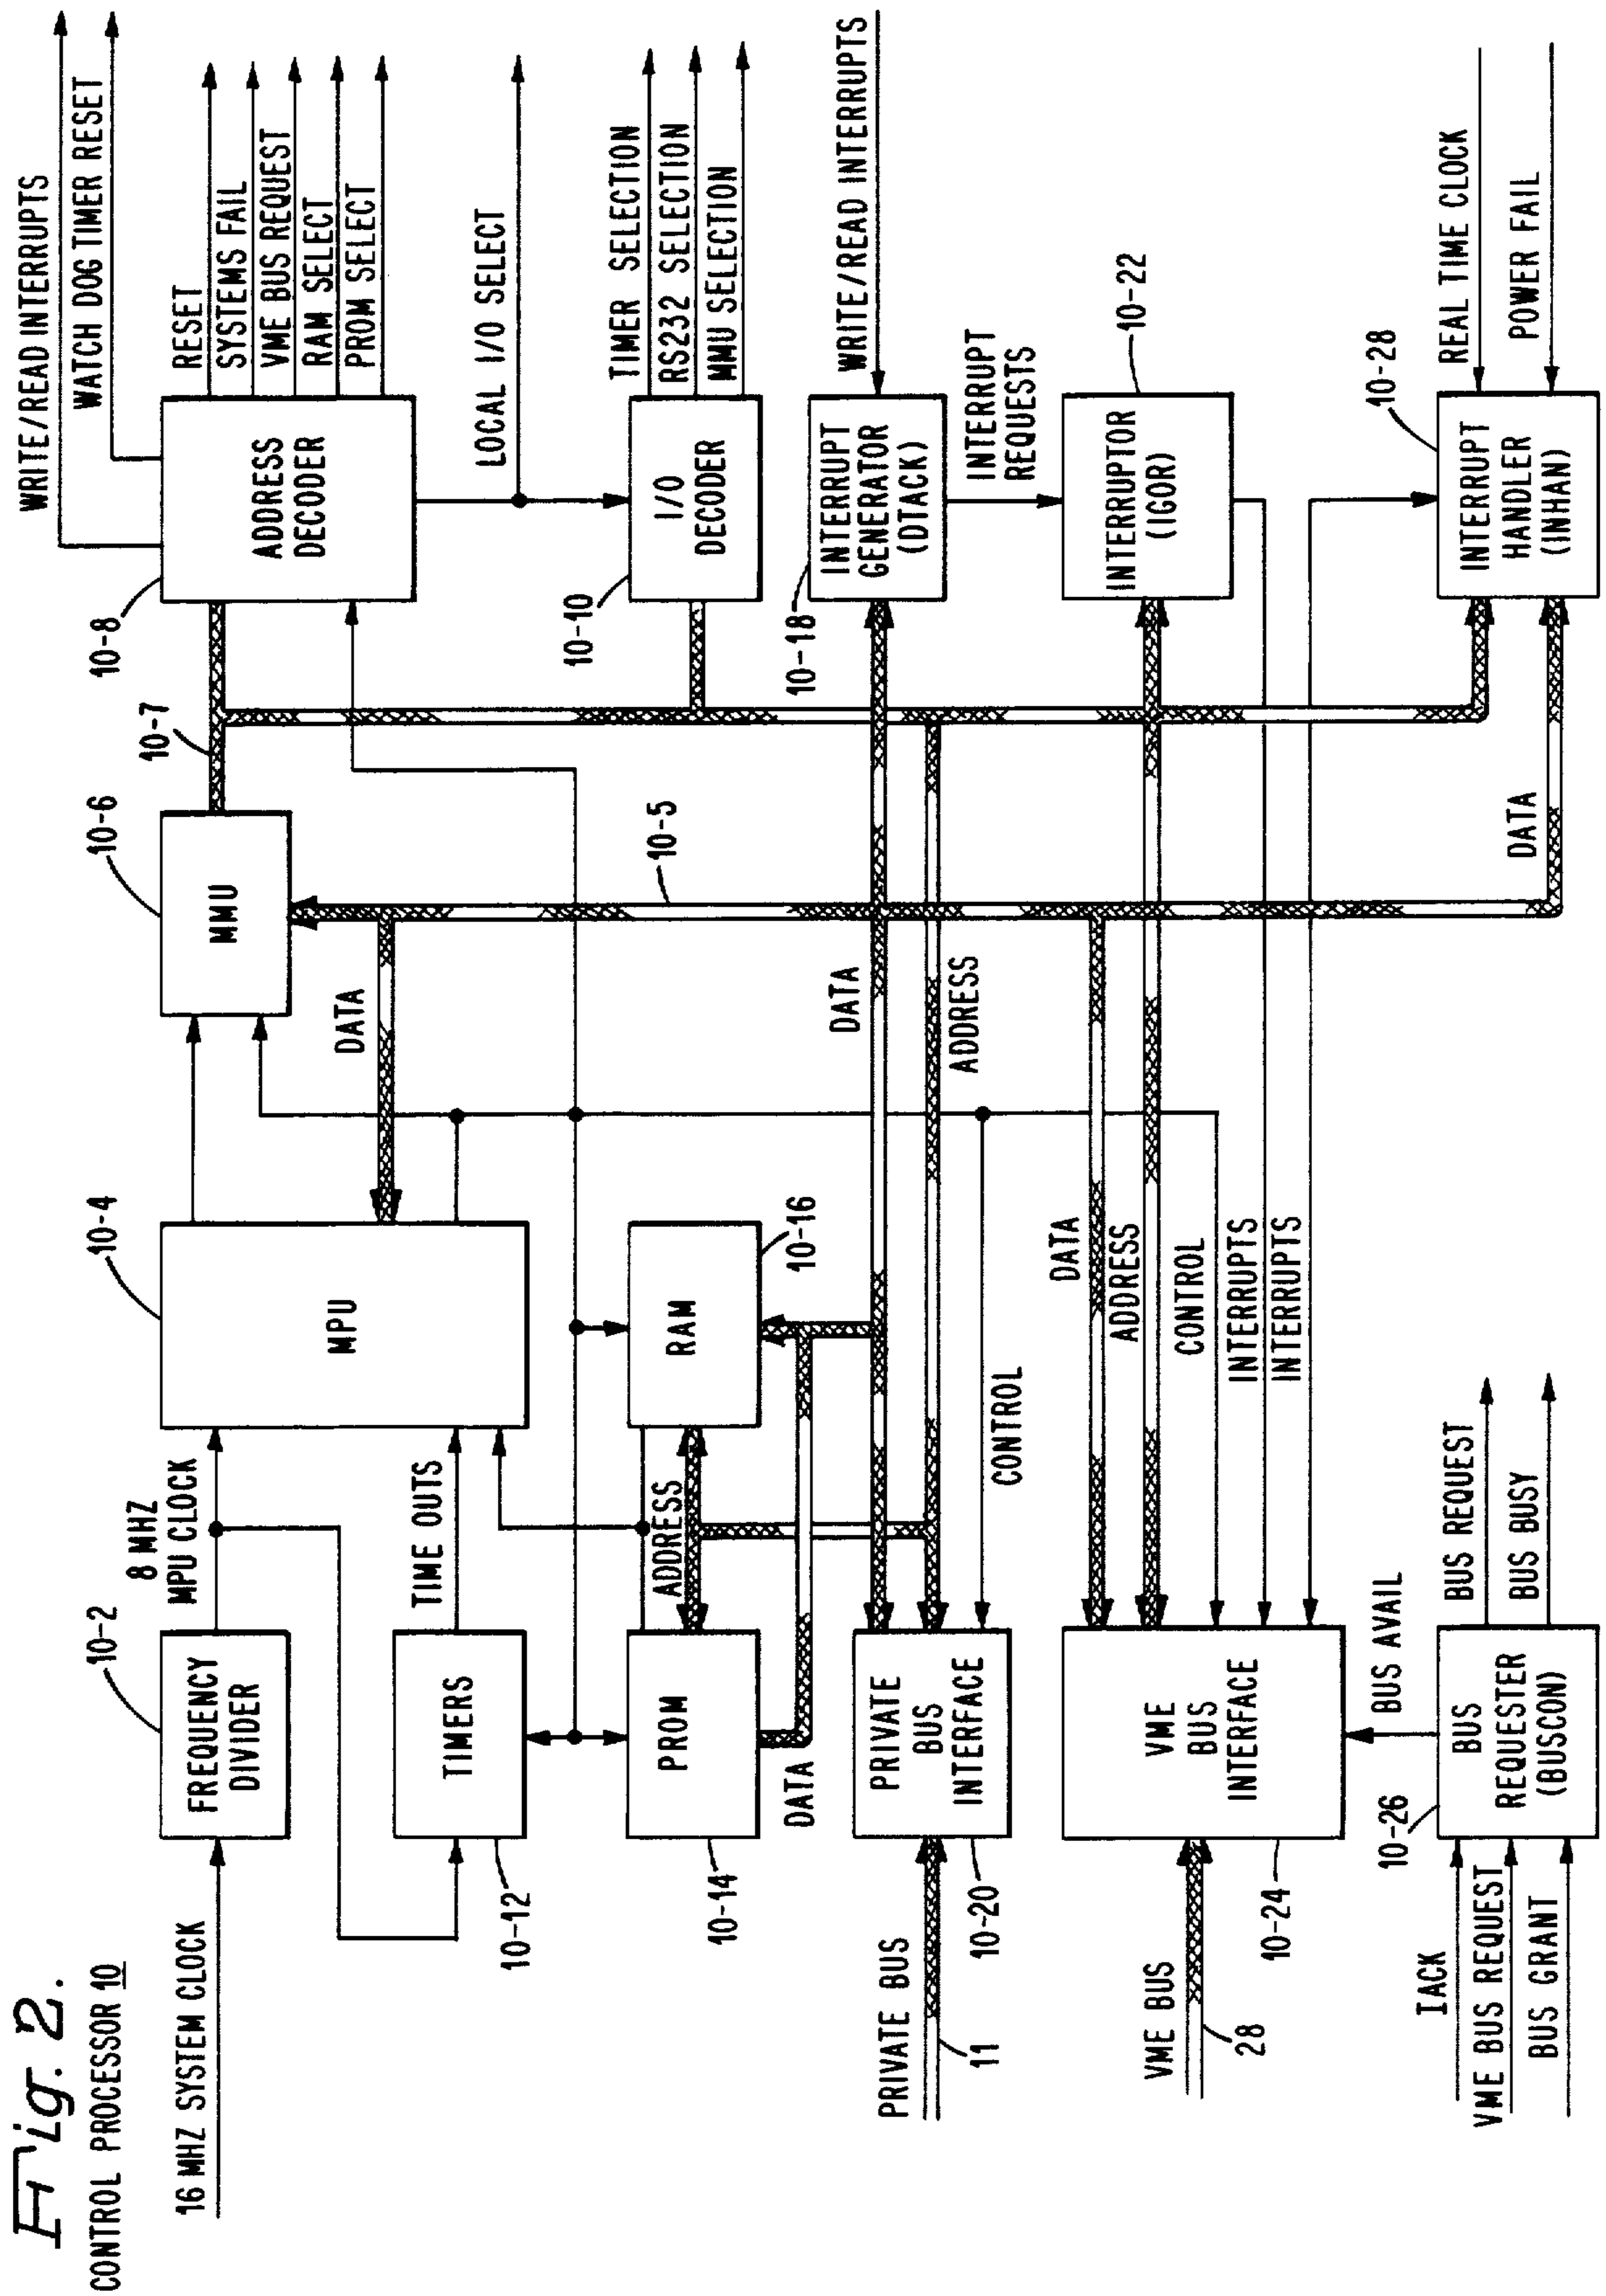 Fig. 2.
CONTROL PROCESSOR 10
16 MHZ SYSTEM CLOCK
10-2
FREQUENCY
DIVIDER
8 MHZ
MPU CLOCK
10-4
MPU
10-6
MMU
10-7
10-8
ADDRESS
DECODER
WRITE/READ INTERRUPTS
WATCH DOG TIMER RESET
RESET
SYSTEMS FAIL
VME BUS REQUEST
RAM SELECT
PROM SELECT
TIMERS
10-12
TIME OUTS
DATA
LOCAL I/O SELECT
PROM
10-14
ADDRESS
DATA
RAM
10-16
10-5
10-10
I/O
DECODER
TIMER SELECTION
RS232 SELECTION
MMU SELECTION
PRIVATE BUS
11
PRIVATE
BUS
INTERFACE
10-20
CONTROL
DATA
ADDRESS
10-18
INTERRUPT
GENERATOR
(DTACK)
WRITE/READ INTERRUPTS
INTERRUPT
REQUESTS
VME BUS
28
VME
BUS
INTERFACE
10-24
DATA
ADDRESS
CONTROL
INTERRUPTS
INTERRUPTS
INTERRUPTOR
(IGOR)
10-22
BUS AVAIL
IACK
VME BUS REQUEST
BUS GRANT
10-26
BUS
REQUESTER
(BUSCON)
BUS REQUEST
BUS BUSY
DATA
INTERRUPT
HANDLER
(INHAN)
10-28
REAL TIME CLOCK
POWER FAIL